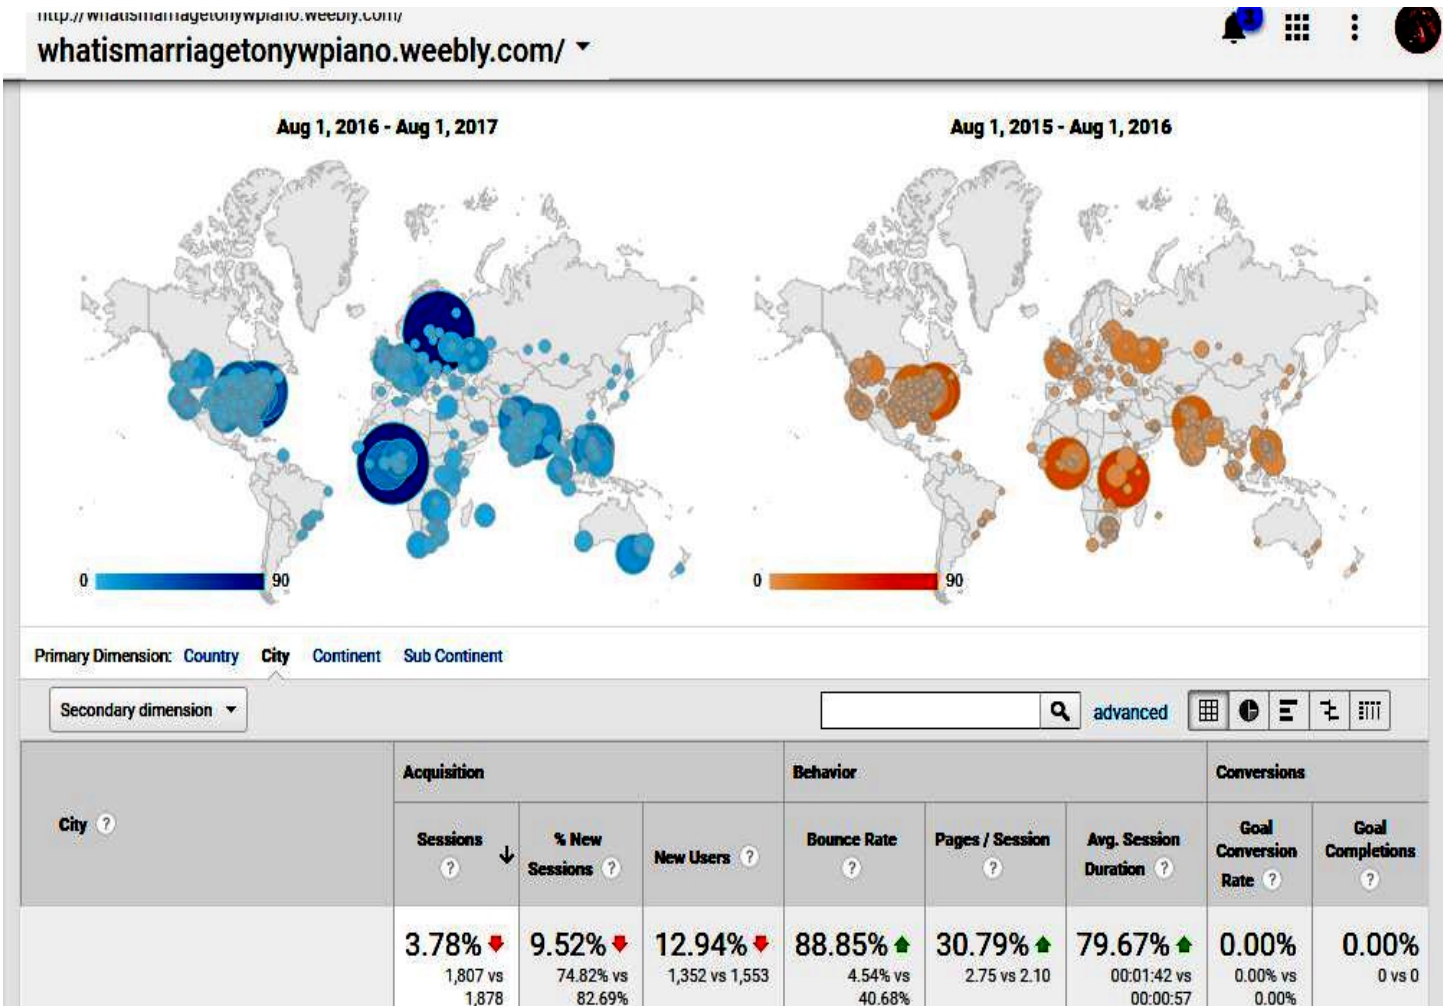 http://whatismarriagetonywpiano.weebly.com/
whatismarriagetonywpiano.weebly.com/
3
Aug 1, 2016 - Aug 1, 2017
Aug 1, 2015 - Aug 1, 2016
0 90
0 90
Primary Dimension: Country City Continent Sub Continent
Secondary dimension
advanced
City ?
Acquisition
Behavior
Conversions
Sessions
?
% New
Sessions ?
New Users ?
Bounce Rate
?
Pages / Session
?
Avg. Session
Duration ?
Goal
Conversion
Rate ?
Goal
Completions
?
3.78%
1,807 vs
1,878
9.52%
74.82% vs
82.69%
12.94%
1,352 vs 1,553
88.85%
4.54% vs
40.68%
30.79%
2.75 vs 2.10
79.67%
00:01:42 vs
00:00:57
0.00%
0.00% vs
0.00%
0.00%
0 vs 0